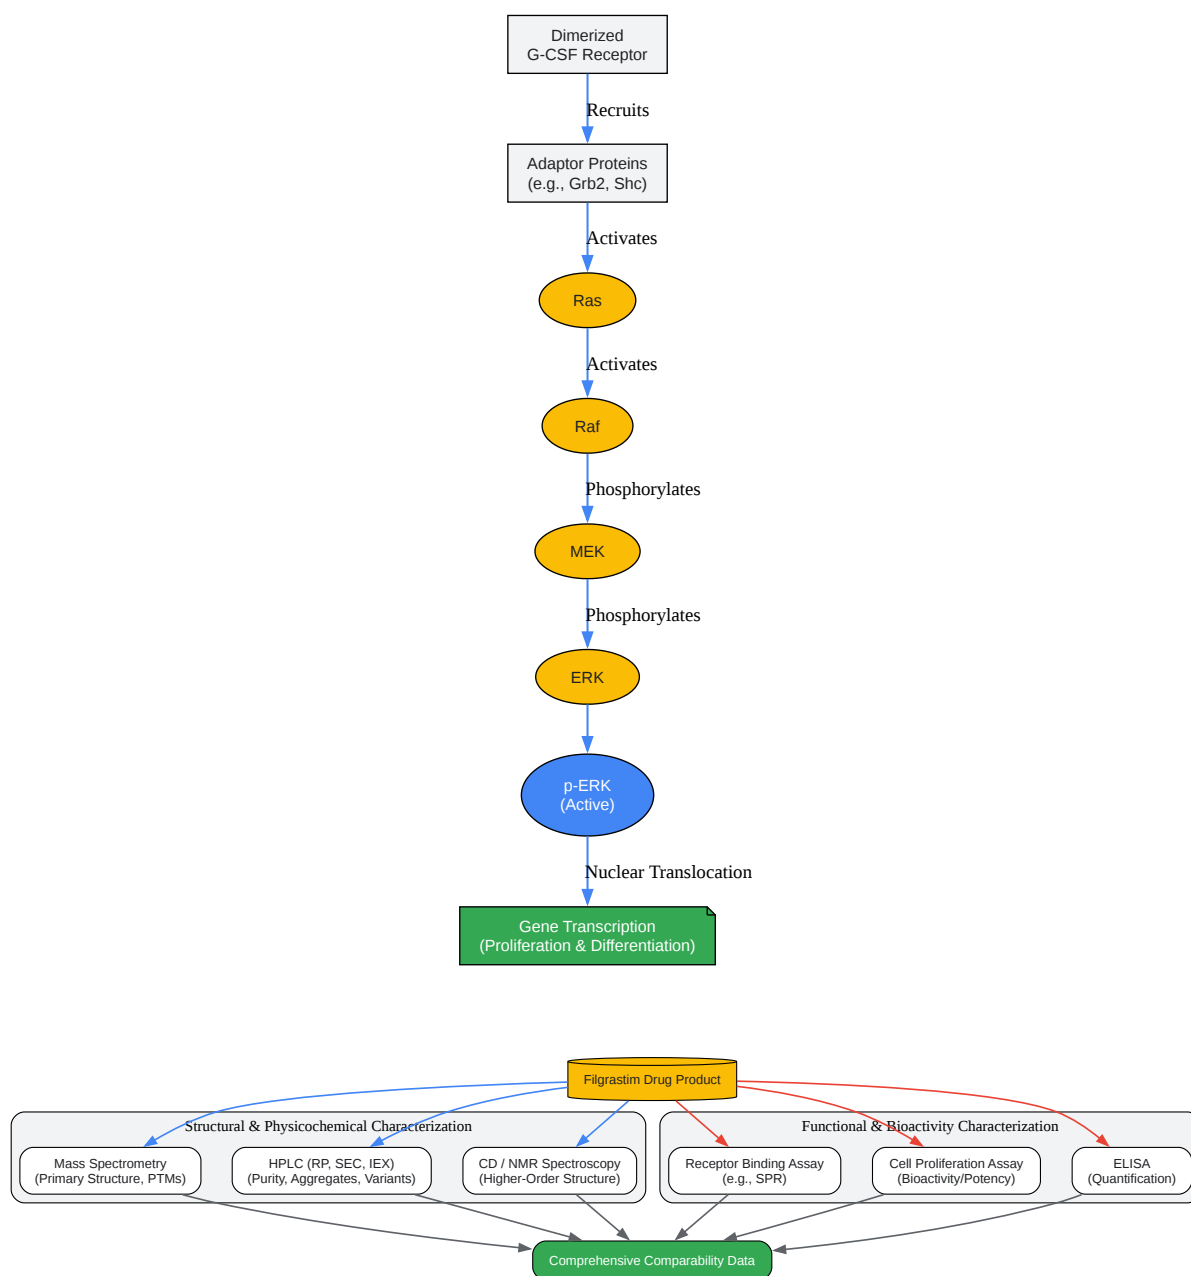 Dimerized
G-CSF Receptor
Recruits
Adaptor Proteins
(e.g., Grb2, Shc)
Activates
Ras
Activates
Raf
Phosphorylates
MEK
Phosphorylates
ERK
p-ERK
(Active)
Nuclear Translocation
Gene Transcription
(Proliferation & Differentiation)
Filgrastim Drug Product
Structural & Physicochemical Characterization
Mass Spectrometry
(Primary Structure, PTMs)
HPLC (RP, SEC, IEX)
(Purity, Aggregates, Variants)
CD / NMR Spectroscopy
(Higher-Order Structure)
Functional & Bioactivity Characterization
Receptor Binding Assay
(e.g., SPR)
Cell Proliferation Assay
(Bioactivity/Potency)
ELISA
(Quantification)
Comprehensive Comparability Data